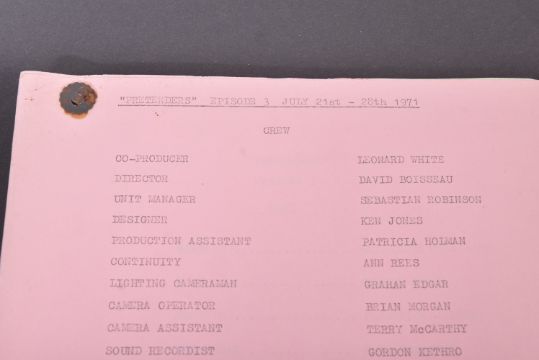 "PRETENDERS" EPISODE 3 JULY 21st - 28th 1971
CREW
CO-PRODUCER LEONARD WHITE
DIRECTOR DAVID BOISSEAU
UNIT MANAGER SEBASTIAN ROBINSON
DESIGNER KEN JONES
PRODUCTION ASSISTANT PATRICIA HOLMAN
CONTINUITY ANN REES
LIGHTING CAMERAMAN GRAHAM EDGAR
CAMERA OPERATOR BRIAN MORGAN
CAMERA ASSISTANT TERRY McCARTHY
SOUND RECORDIST GORDON KETHRO